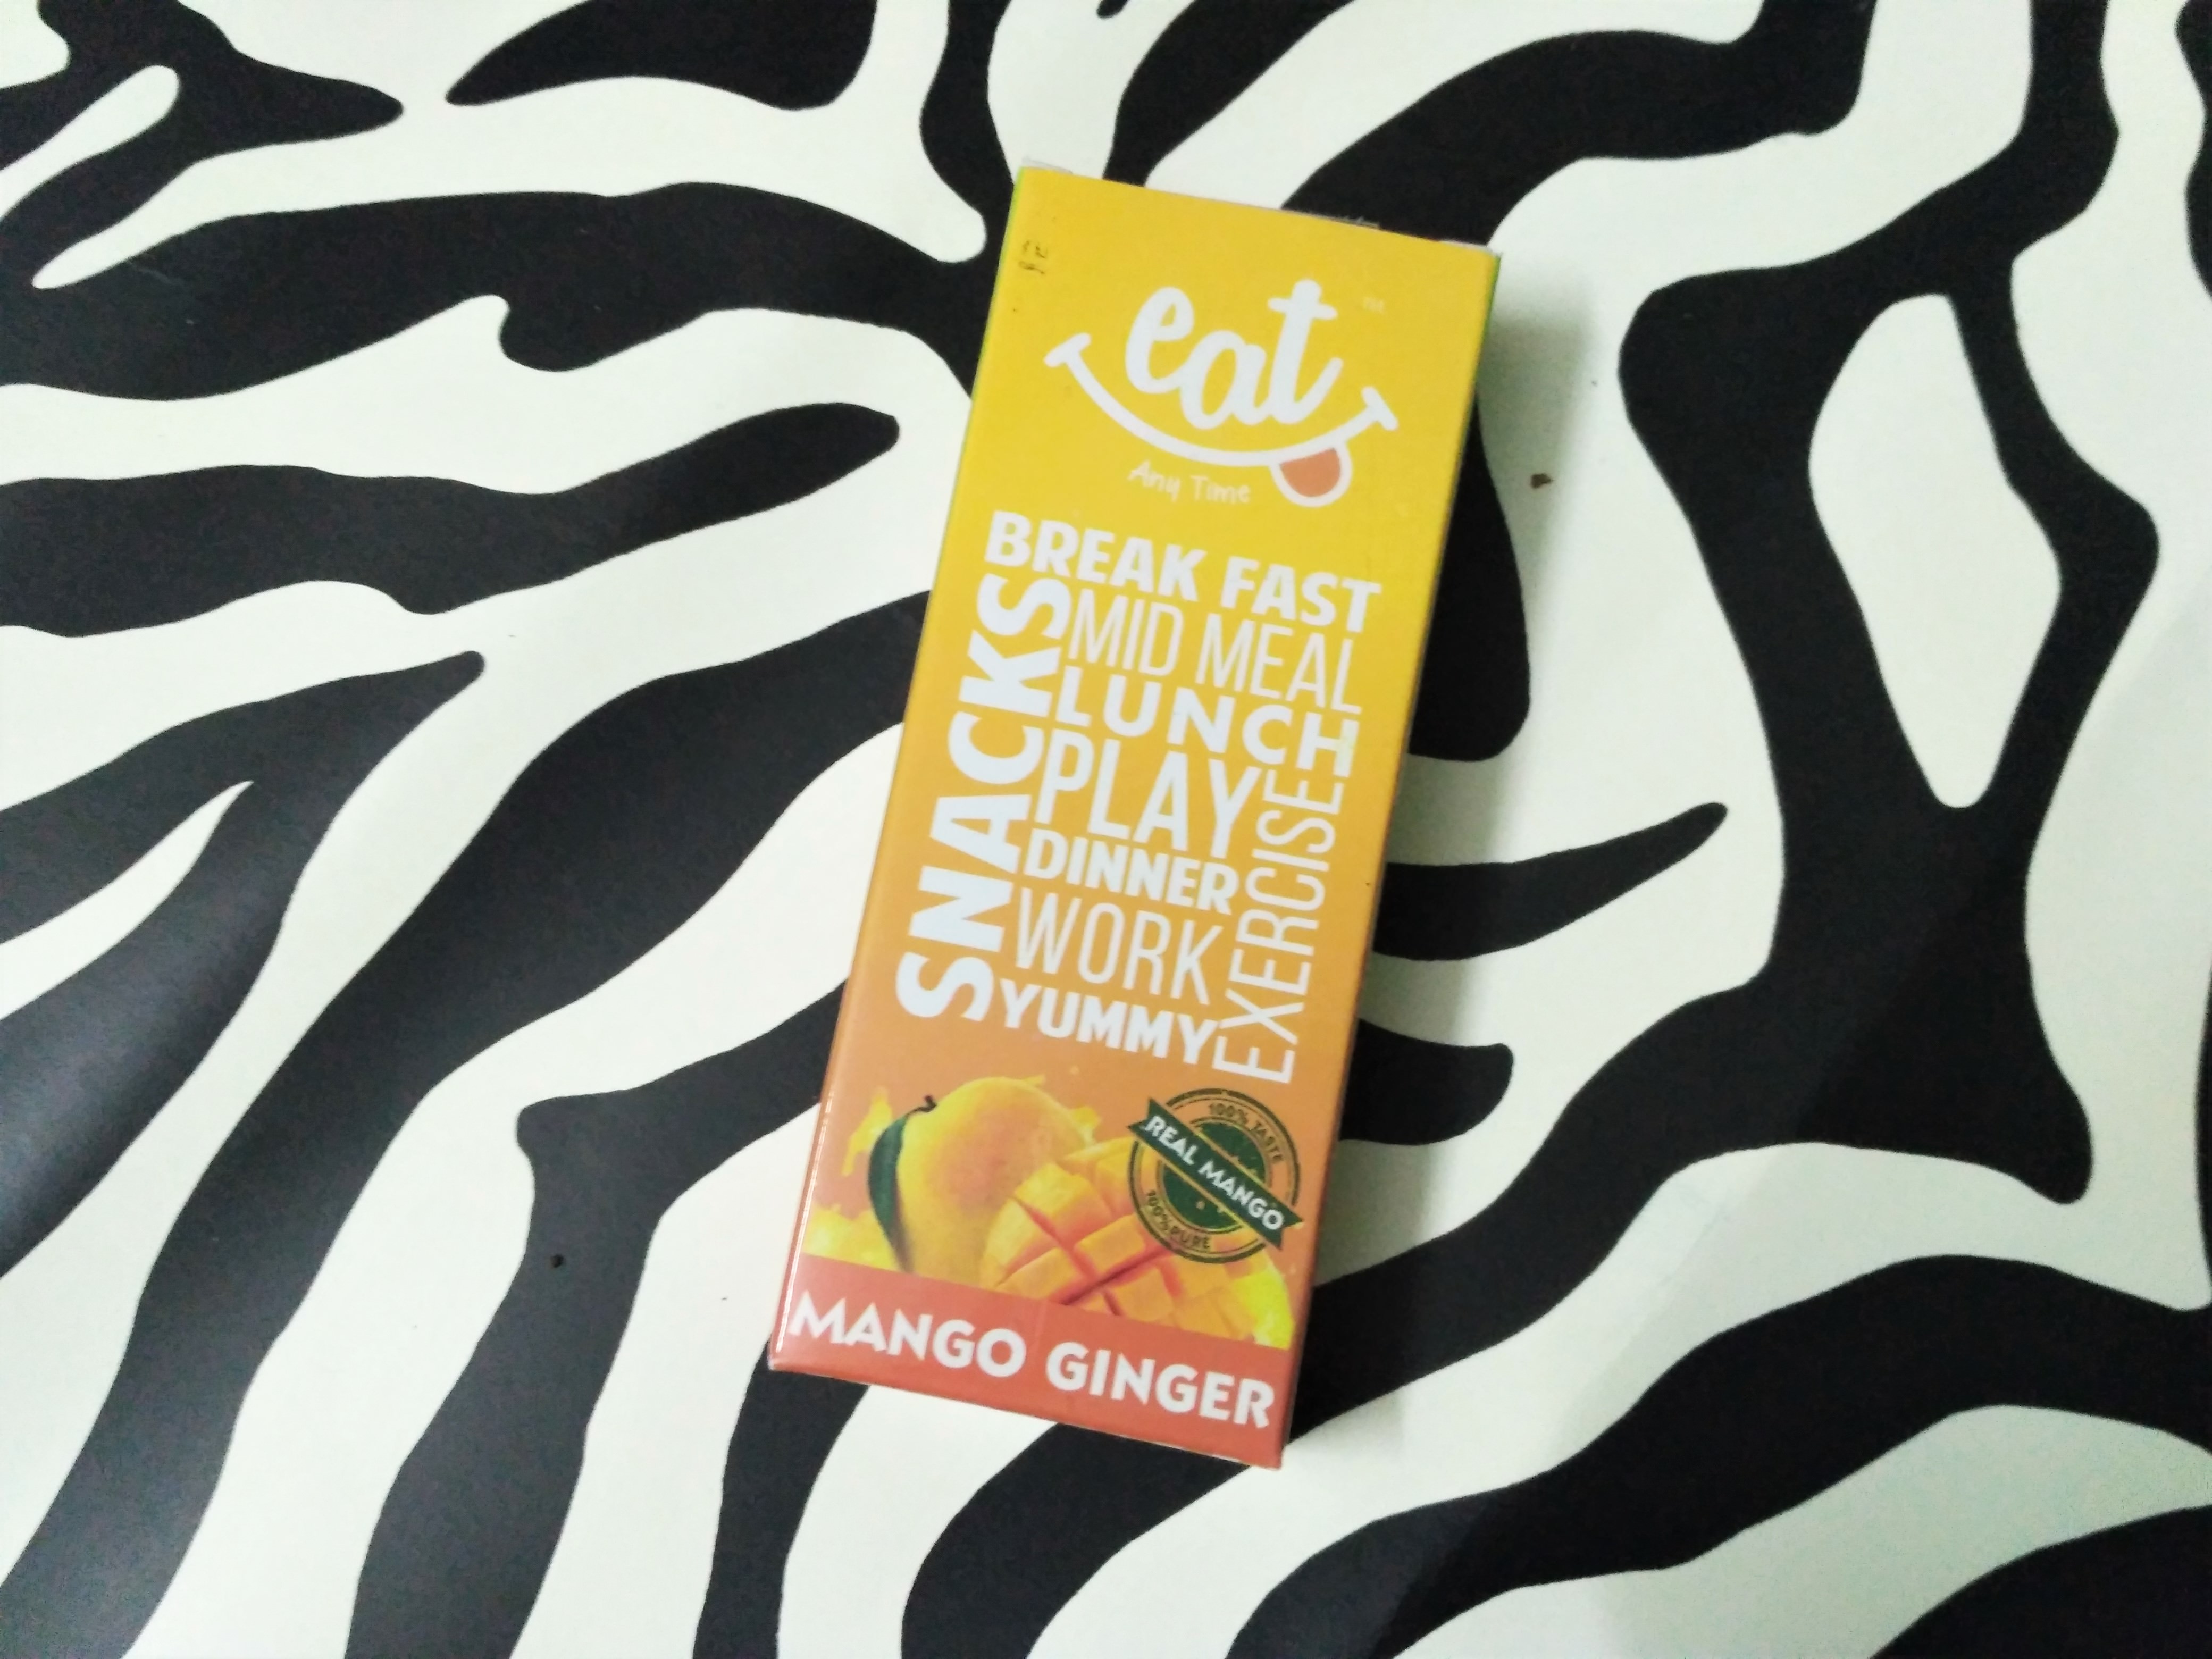 eat
Any Time
BREAK FAST
SNACKS
MID MEAL
LUNCH
PLAY
EXERCISE
DINNER
WORK
YUMMY
100% TASTE
REAL MANGO
100% PURE
MANGO GINGER